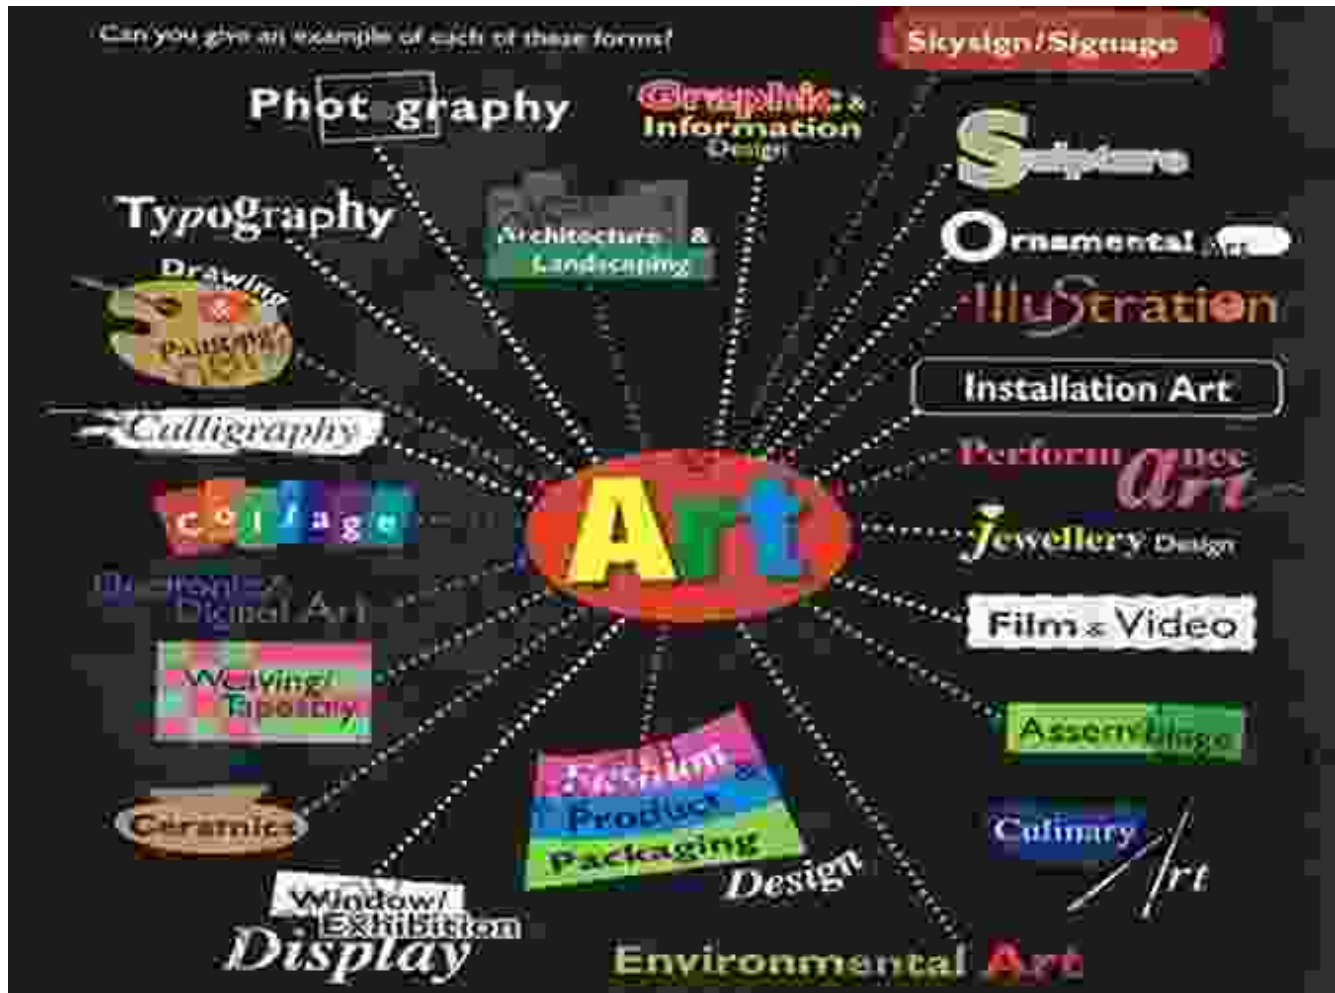 Can you give an example of each of these forms?
Skysign/Signage
Photography
Graphic &
Information
Design
Sculpture
Typography
Architecture &
Landscaping
Ornamental Art
Drawing
&
Painting/
Illustration
Installation Art
Calligraphy
Performance
art
collage
Art
Jewellery Design
Electronic/
Digital Art
Film & Video
Weaving/
Tapestry
Assemblage
Fashion
&
Product
Packaging
Design
Ceramics
Culinary
Art
Window/
Exhibition
Display
Environmental Art